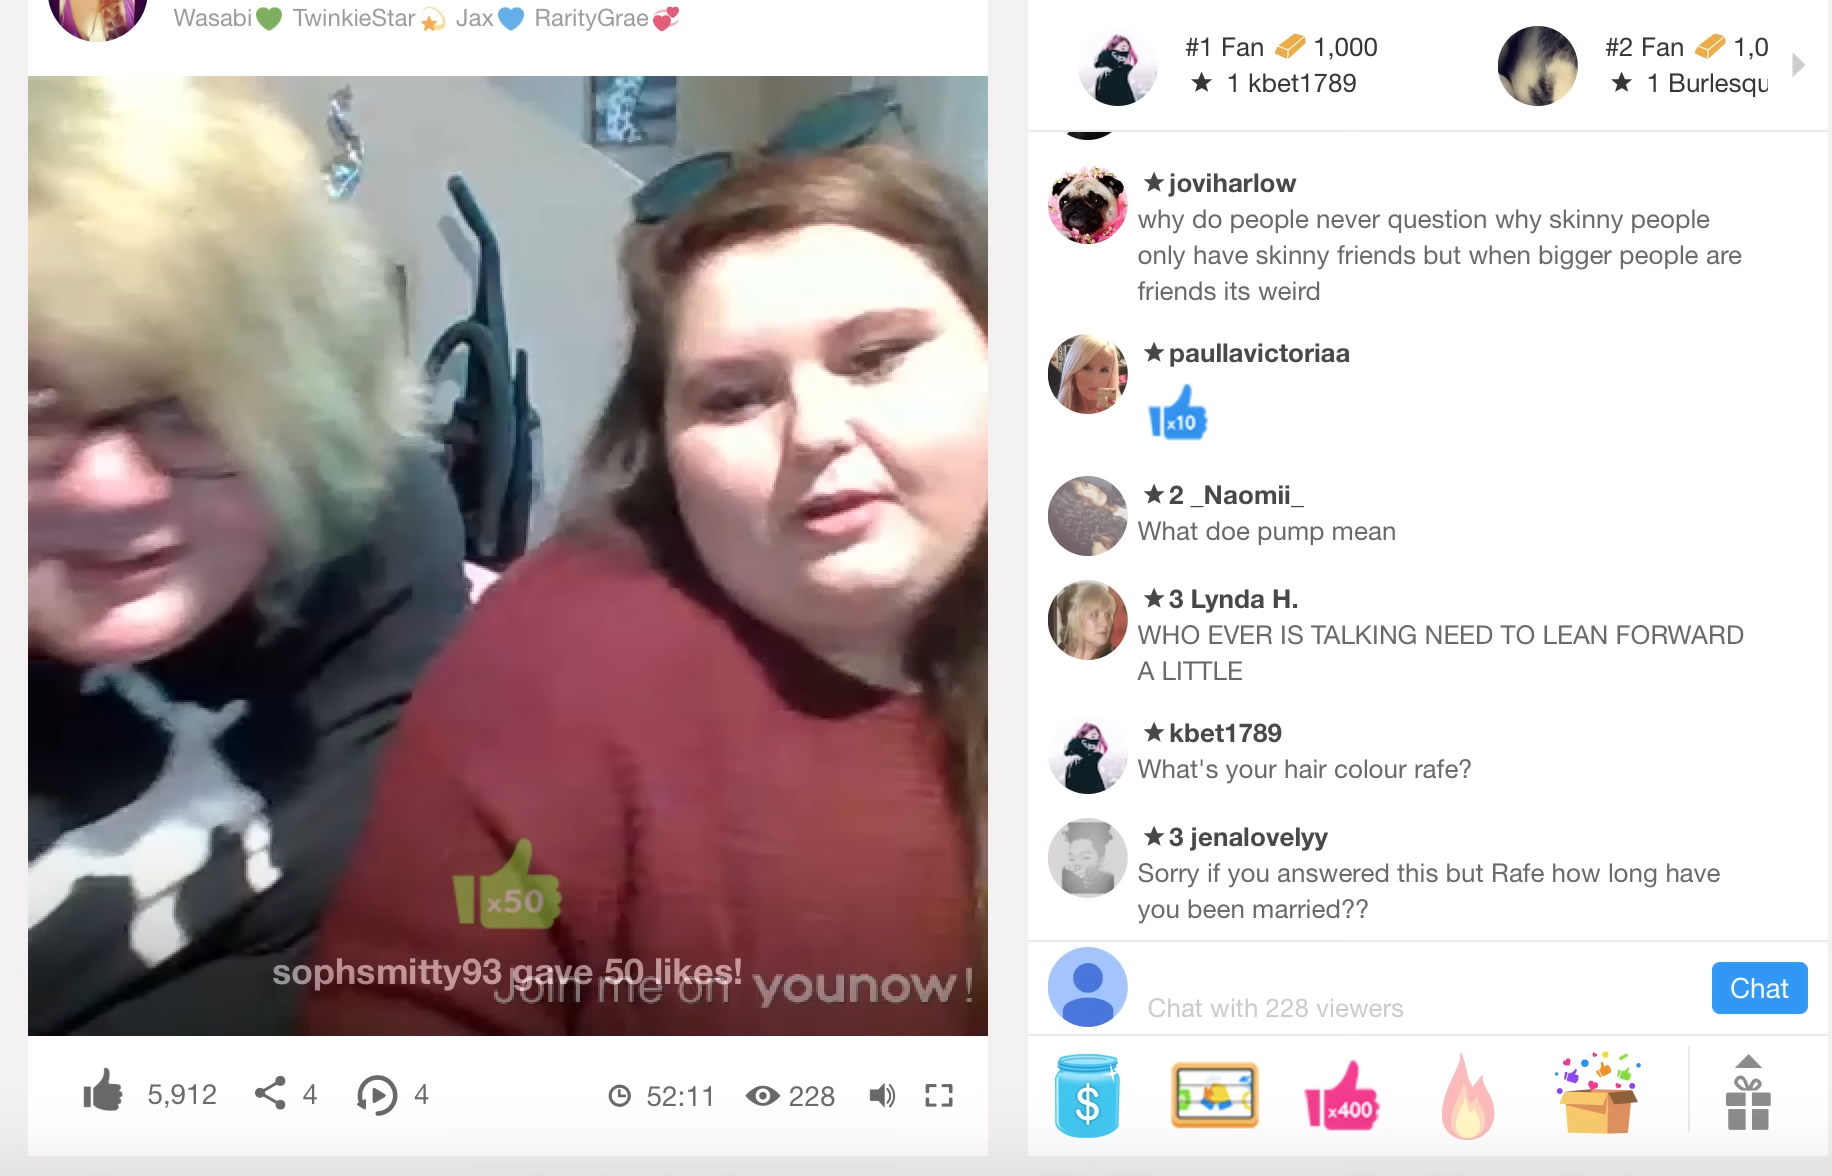 Wasabi💚 TwinkieStar💫 Jax💙 RarityGrae💞
x50
sophsmitty93 gave 50 likes!
Join me on younow!
5,912
4
4
52:11
228
#1 Fan 1,000
★ 1 kbet1789
#2 Fan 1,0
★ 1 Burlesqu
★ joviharlow
why do people never question why skinny people
only have skinny friends but when bigger people are
friends its weird
★ paullavictoriaa
x10
★ 2 _Naomii_
What doe pump mean
★ 3 Lynda H.
WHO EVER IS TALKING NEED TO LEAN FORWARD
A LITTLE
★ kbet1789
What's your hair colour rafe?
★ 3 jenalovelyy
Sorry if you answered this but Rafe how long have
you been married??
Chat with 228 viewers
Chat
$
x400